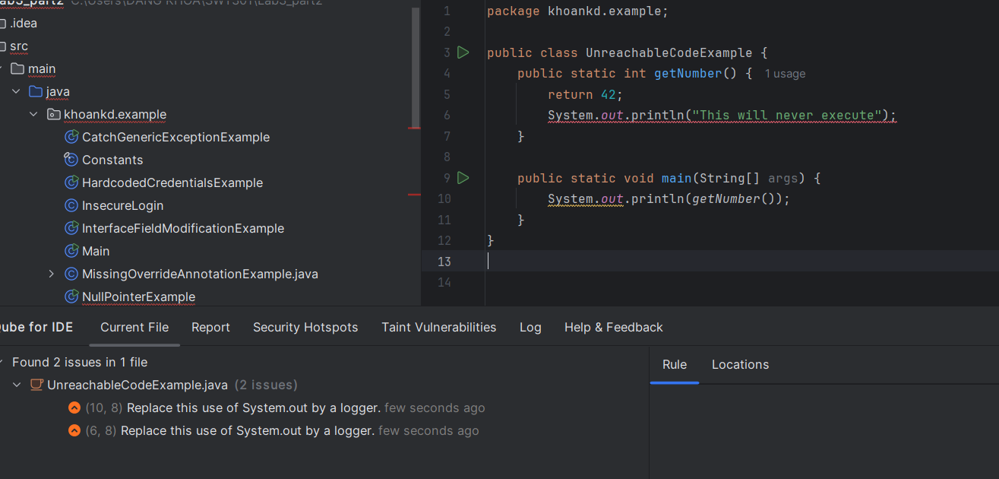 C:\Users\DANG KHOA\SWT301\Lab3_part2
.idea
src
main
java
khoankd.example
CatchGenericExceptionExample
Constants
HardcodedCredentialsExample
InsecureLogin
InterfaceFieldModificationExample
Main
MissingOverrideAnnotationExample.java
NullPointerExample
1 package khoankd.example;
2
3 public class UnreachableCodeExample {
4 public static int getNumber() { 1 usage
5 return 42;
6 System.out.println("This will never execute");
7 }
8
9 public static void main(String[] args) {
10 System.out.println(getNumber());
11 }
12 }
13
14
ube for IDE Current File Report Security Hotspots Taint Vulnerabilities Log Help & Feedback
Found 2 issues in 1 file
UnreachableCodeExample.java (2 issues)
(10, 8) Replace this use of System.out by a logger. few seconds ago
(6, 8) Replace this use of System.out by a logger. few seconds ago
Rule Locations